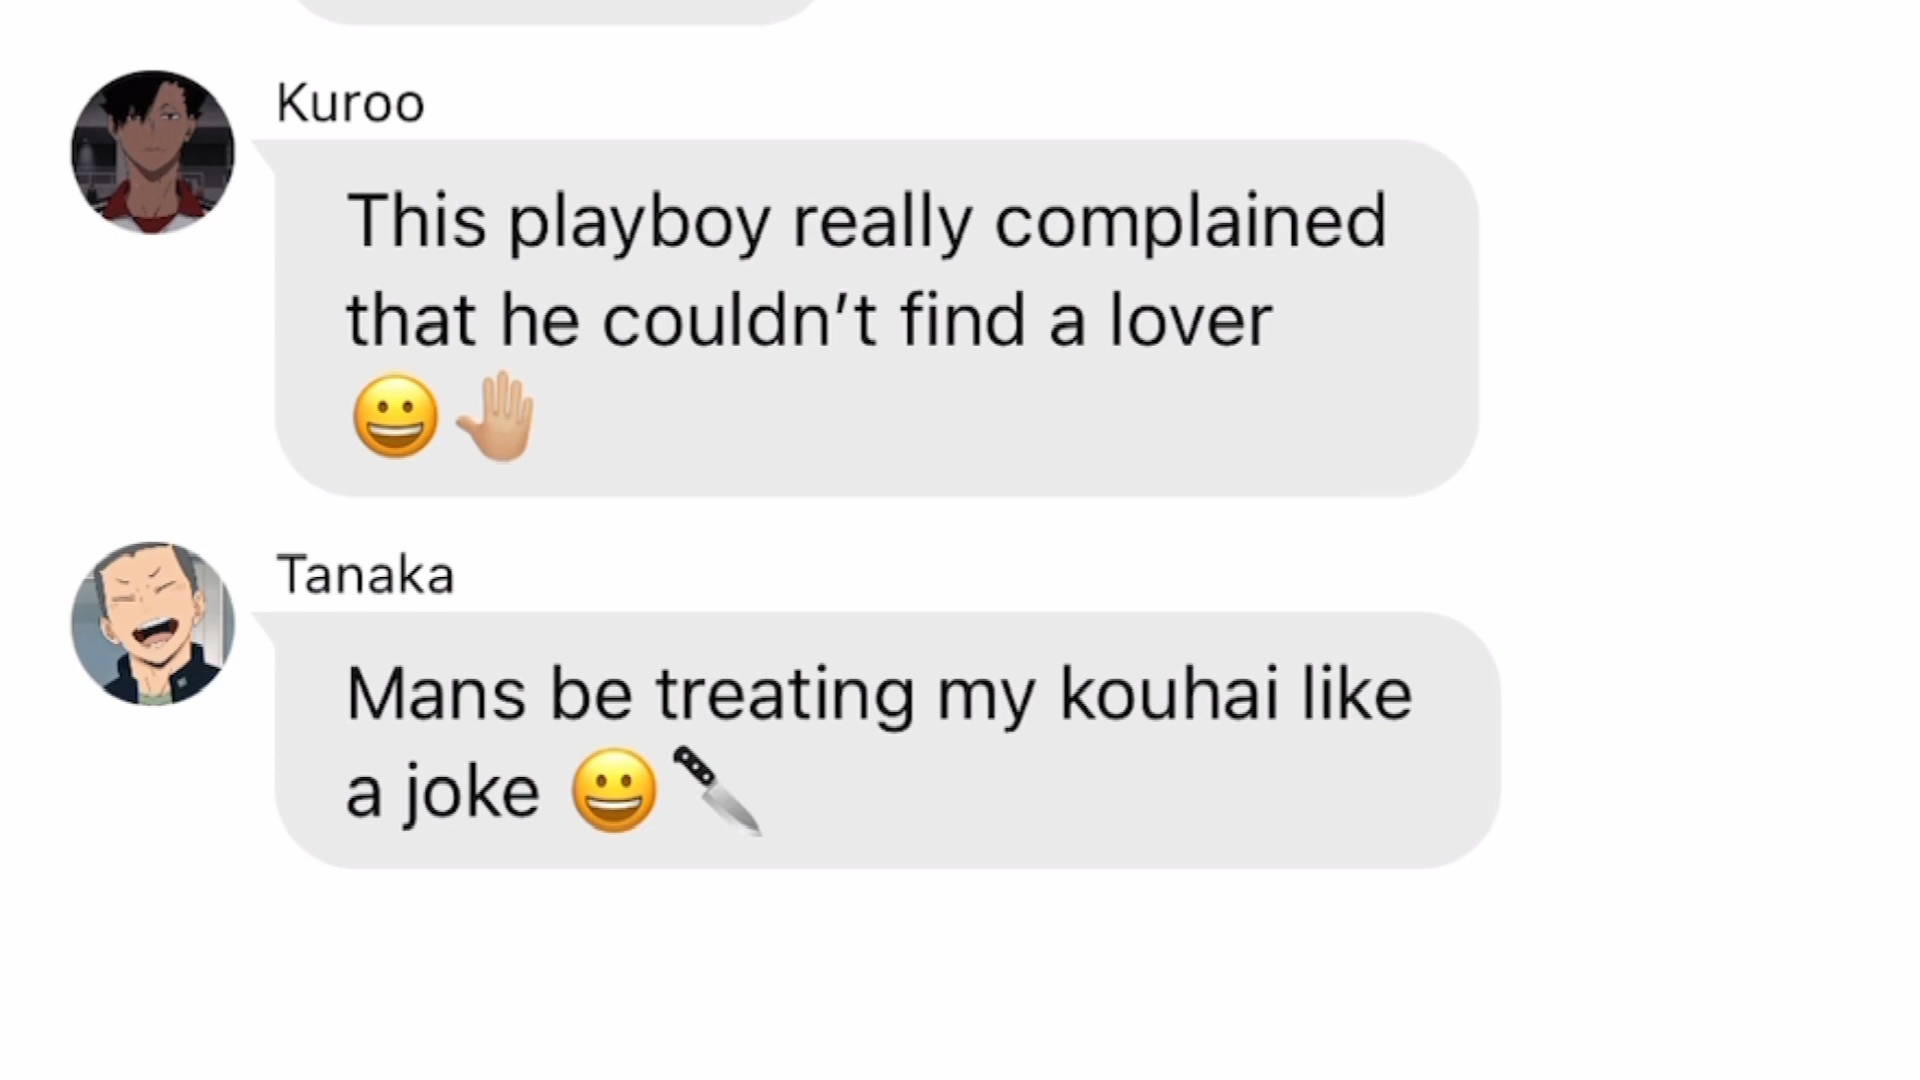 Kuroo
This playboy really complained
that he couldn’t find a lover
😀🤚🏼
Tanaka
Mans be treating my kouhai like
a joke 😀🔪